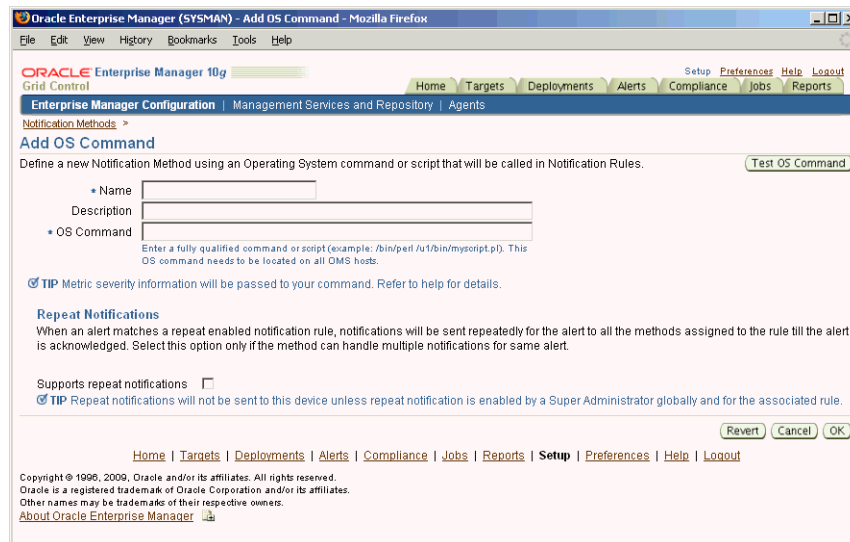 Oracle Enterprise Manager (SYSMAN) - Add OS Command - Mozilla Firefox
File Edit View History Bookmarks Tools Help
ORACLE Enterprise Manager 10g
Grid Control
Setup Preferences Help Logout
Home Targets Deployments Alerts Compliance Jobs Reports
Enterprise Manager Configuration | Management Services and Repository | Agents
Notification Methods >
Add OS Command
Define a new Notification Method using an Operating System command or script that will be called in Notification Rules.
Test OS Command
* Name
Description
* OS Command
Enter a fully qualified command or script (example: /bin/perl /u1/bin/myscript.pl). This
OS command needs to be located on all OMS hosts.
TIP Metric severity information will be passed to your command. Refer to help for details.
Repeat Notifications
When an alert matches a repeat enabled notification rule, notifications will be sent repeatedly for the alert to all the methods assigned to the rule till the alert
is acknowledged. Select this option only if the method can handle multiple notifications for same alert.
Supports repeat notifications
TIP Repeat notifications will not be sent to this device unless repeat notification is enabled by a Super Administrator globally and for the associated rule.
Revert Cancel OK
Home | Targets | Deployments | Alerts | Compliance | Jobs | Reports | Setup | Preferences | Help | Logout
Copyright © 1996, 2009, Oracle and/or its affiliates. All rights reserved.
Oracle is a registered trademark of Oracle Corporation and/or its affiliates.
Other names may be trademarks of their respective owners.
About Oracle Enterprise Manager